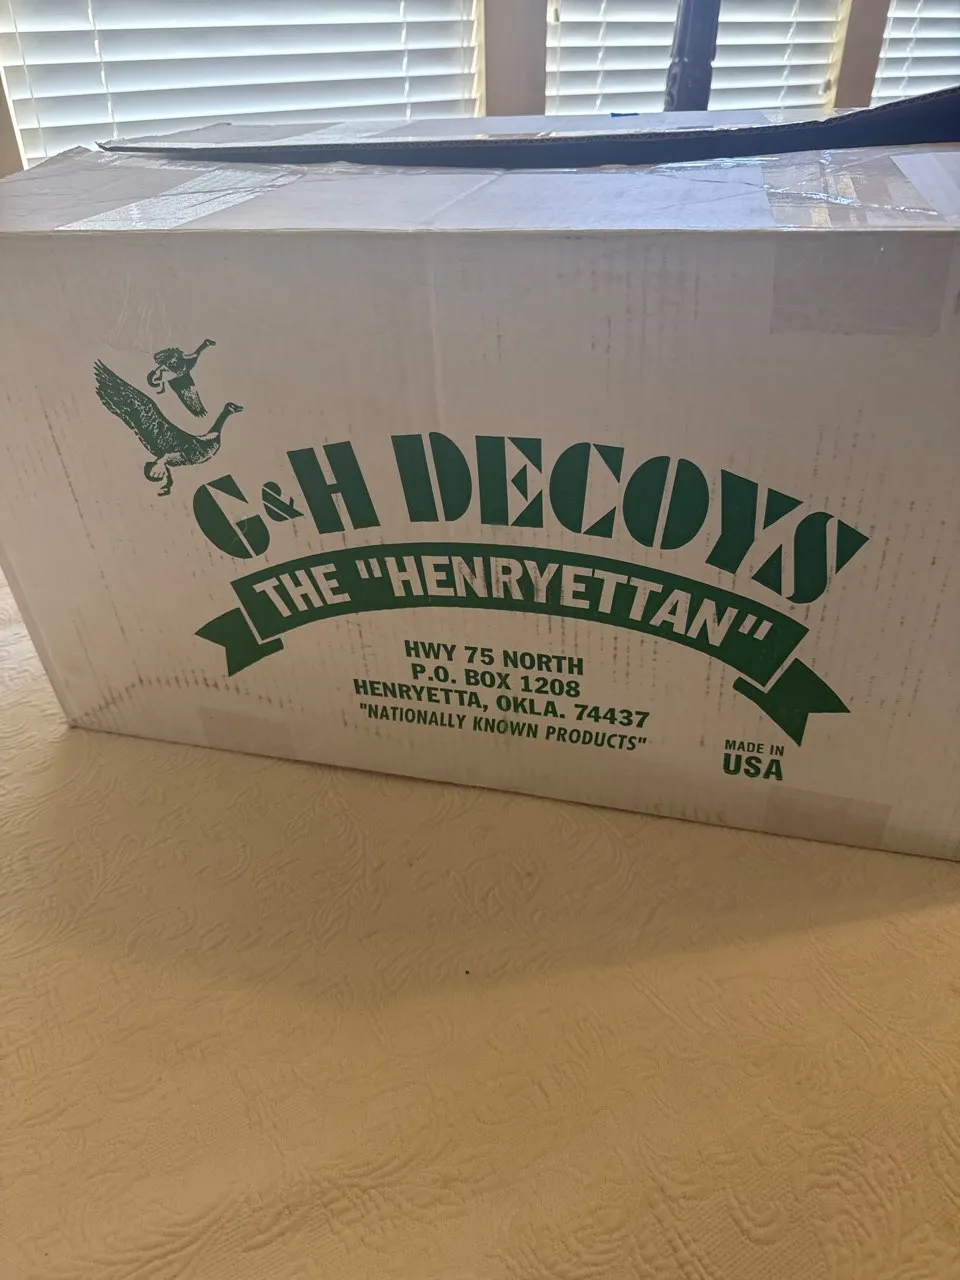 G&H DECOYS
THE "HENRYETTAN"
HWY 75 NORTH
P.O. BOX 1208
HENRYETTA, OKLA. 74437
"NATIONALLY KNOWN PRODUCTS"
MADE IN
USA